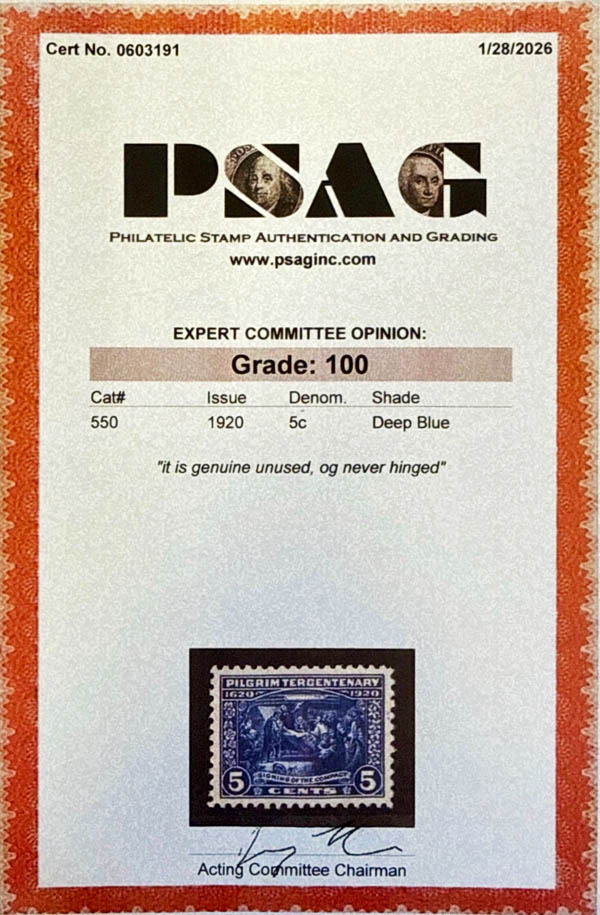 Cert No. 0603191 1/28/2026
PSAG
PHILATELIC STAMP AUTHENTICATION AND GRADING
www.psaginc.com
EXPERT COMMITTEE OPINION:
Grade: 100
Cat# Issue Denom. Shade
550 1920 5c Deep Blue
"it is genuine unused, og never hinged"
PILGRIM TERCENTENARY
1620 1920
SIGNING OF THE COMPACT
5 CENTS 5
Acting Committee Chairman